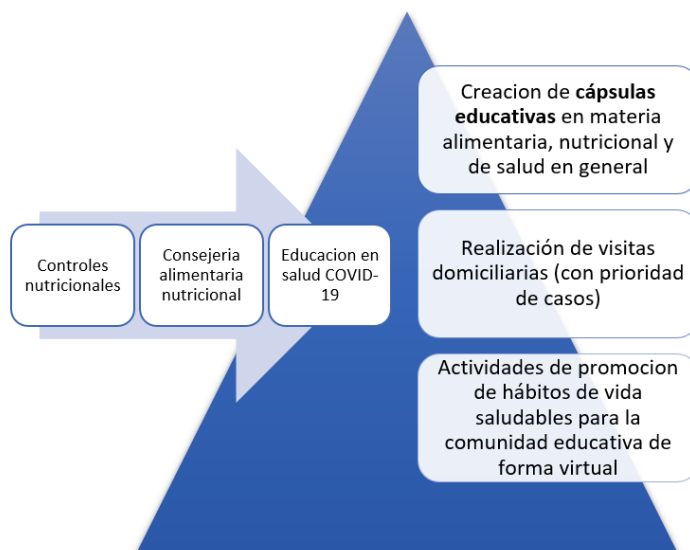 Controles
nutricionales
Consejeria
alimentaria
nutricional
Educacion en
salud COVID-
19
Creacion de cápsulas
educativas en materia
alimentaria, nutricional y
de salud en general
Realización de visitas
domiciliarias (con prioridad
de casos)
Actividades de promocion
de hábitos de vida
saludables para la
comunidad educativa de
forma virtual